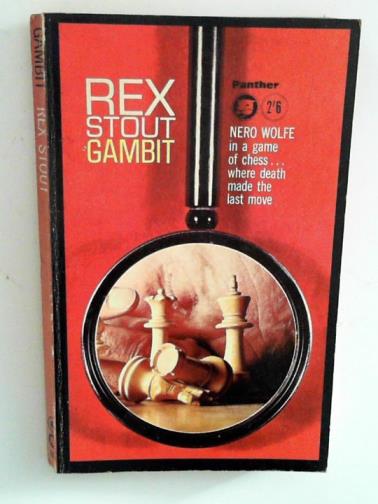 GAMBIT REX STOUT
REX
STOUT
GAMBIT
Panther
2'6
NERO WOLFE
in a game
of chess...
where death
made the
last move